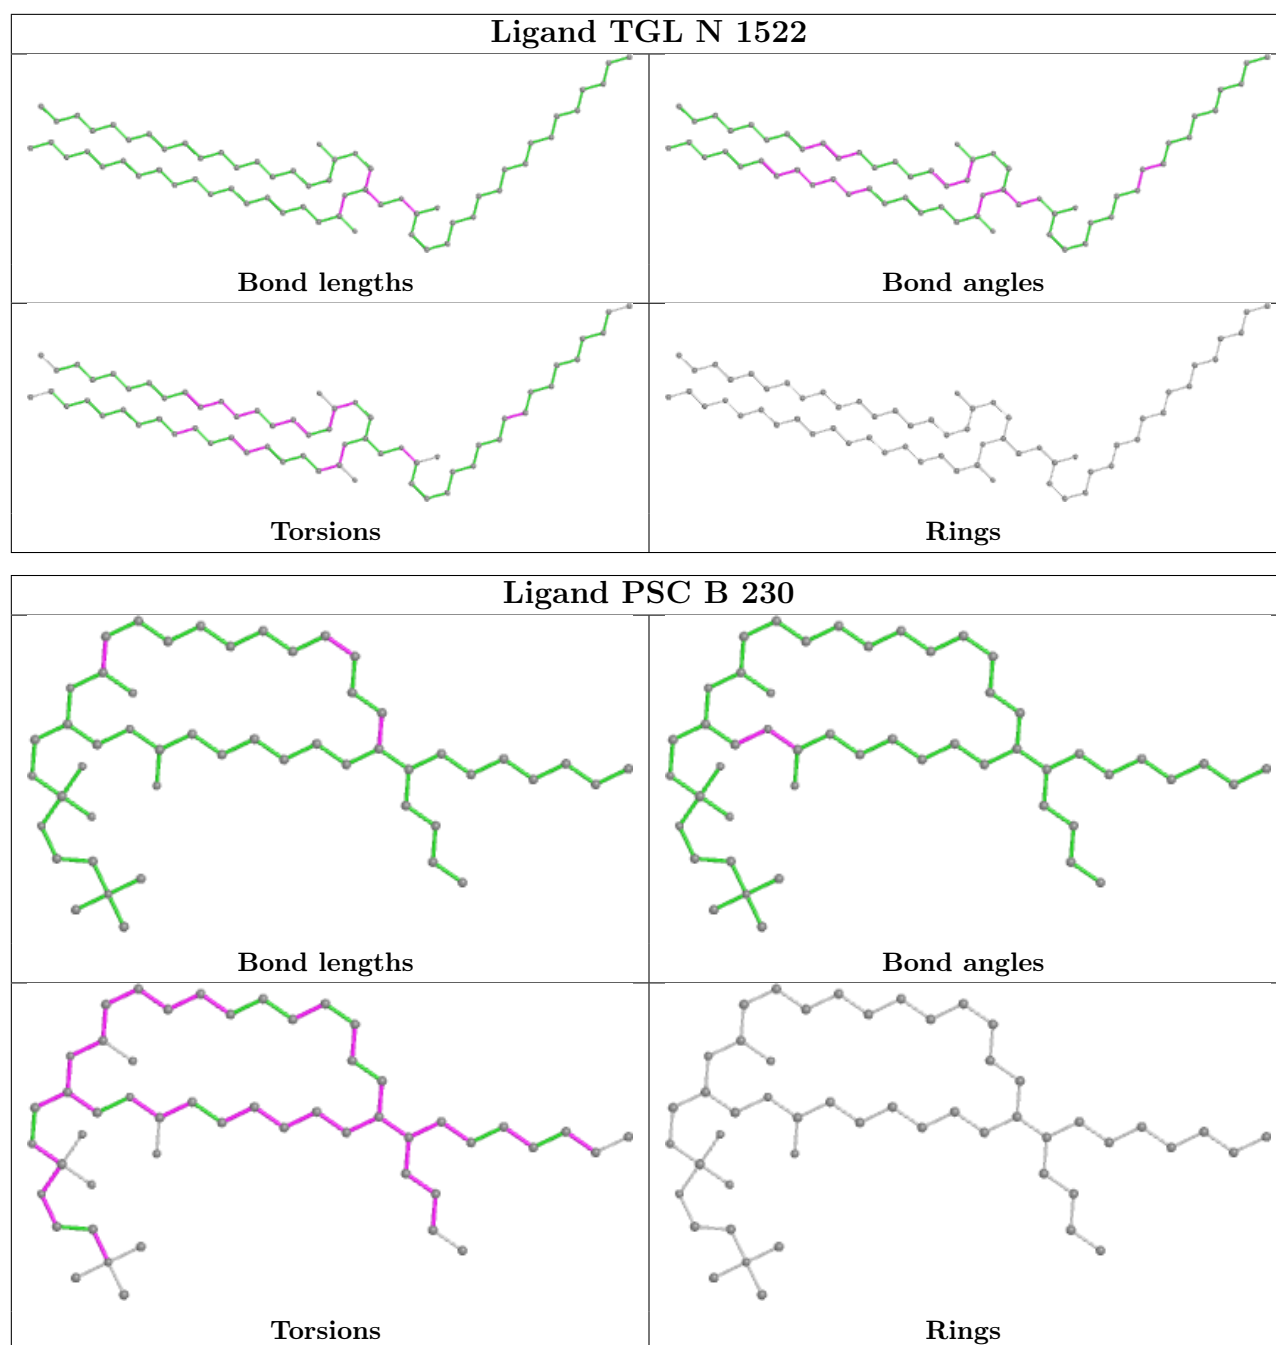 Ligand TGL N 1522
Bond lengths
Bond angles
Torsions
Rings
Ligand PSC B 230
Bond lengths
Bond angles
Torsions
Rings